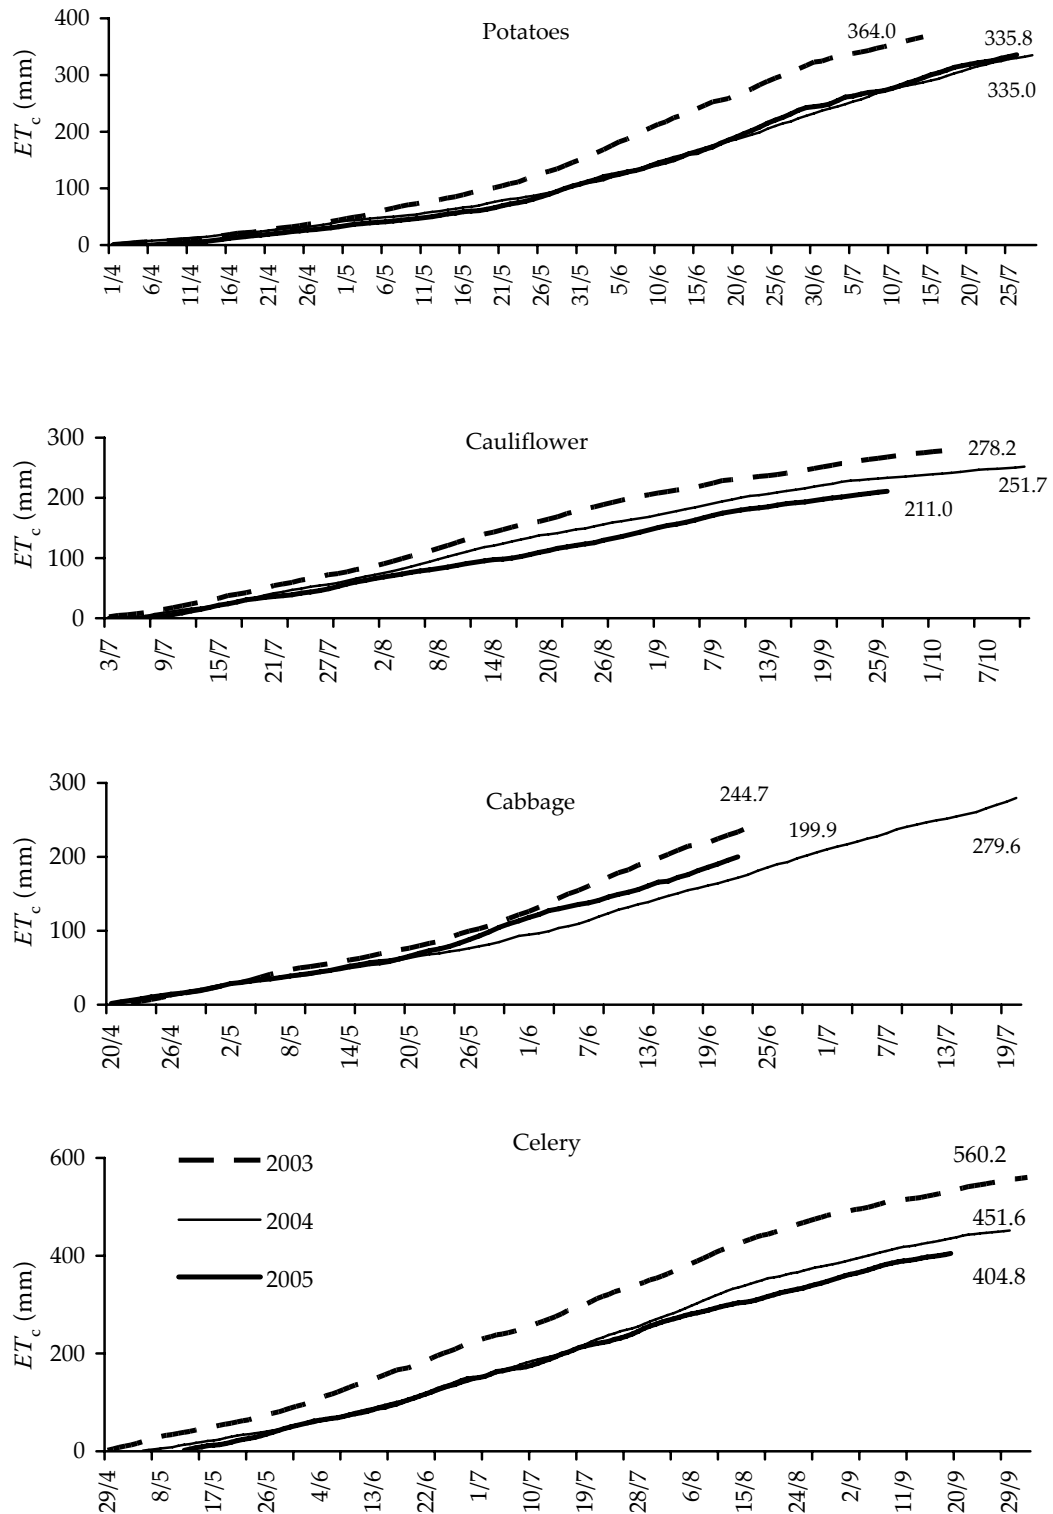 Potatoes
ETc (mm)
400
300
200
100
0
364.0
335.8
335.0
1/4 6/4 11/4 16/4 21/4 26/4 1/5 6/5 11/5 16/5 21/5 26/5 31/5 5/6 10/6 15/6 20/6 25/6 30/6 5/7 10/7 15/7 20/7 25/7
Cauliflower
ETc (mm)
300
200
100
0
278.2
251.7
211.0
3/7 9/7 15/7 21/7 27/7 2/8 8/8 14/8 20/8 26/8 1/9 7/9 13/9 19/9 25/9 1/10 7/10
Cabbage
ETc (mm)
300
200
100
0
244.7
199.9
279.6
20/4 26/4 2/5 8/5 14/5 20/5 26/5 1/6 7/6 13/6 19/6 25/6 1/7 7/7 13/7 19/7
Celery
ETc (mm)
600
400
200
0
2003
2004
2005
560.2
451.6
404.8
29/4 8/5 17/5 26/5 4/6 13/6 22/6 1/7 10/7 19/7 28/7 6/8 15/8 24/8 2/9 11/9 20/9 29/9